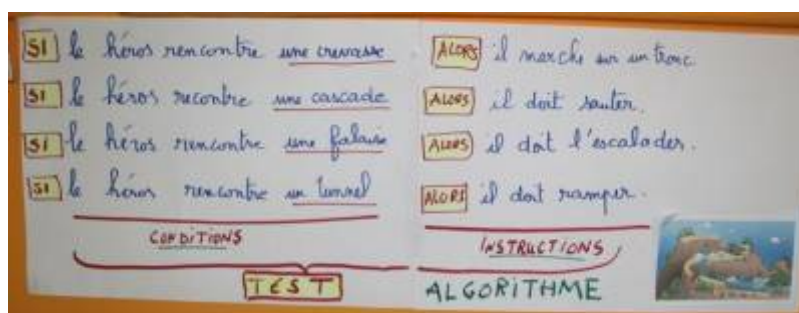 SI le héros rencontre une crevasse ALORS il marche sur un tronc.
SI le héros recontre une cascade ALORS il doit sauter.
SI le héros rencontre une falaise ALORS il doit l'escalader.
SI le héros rencontre un tunnel ALORS il doit ramper.
CONDITIONS INSTRUCTIONS
TEST ALGORITHME